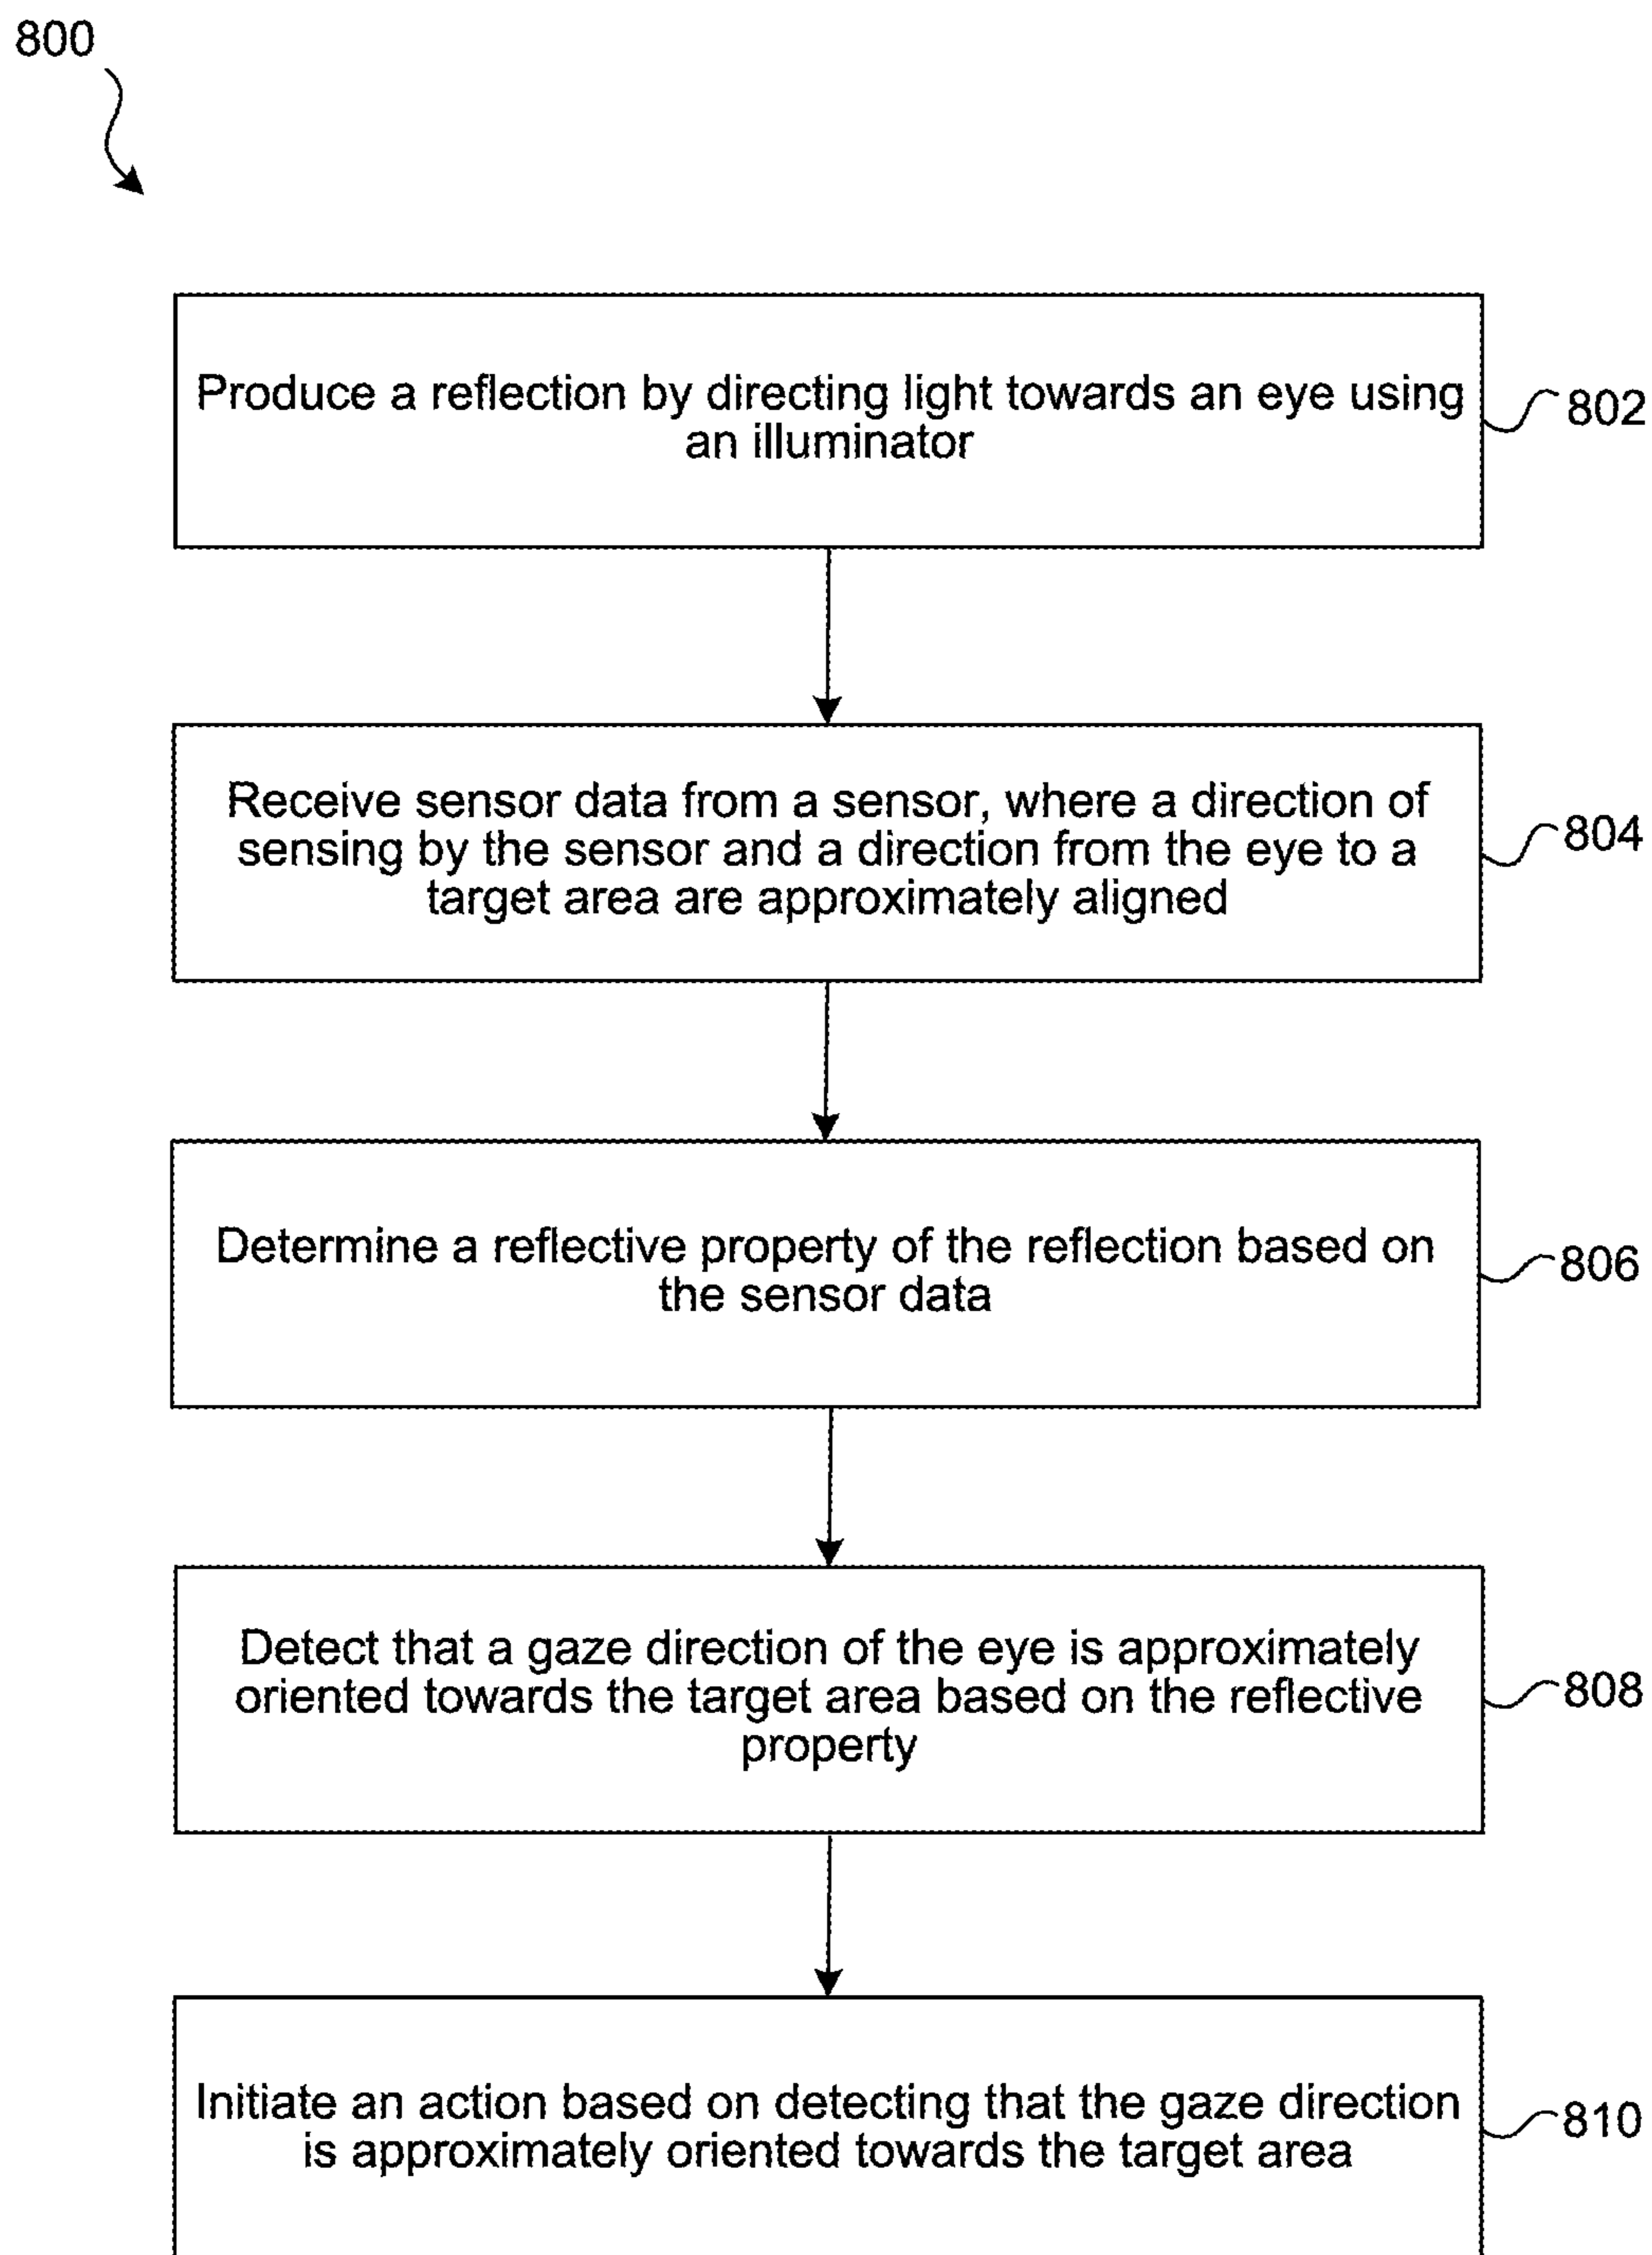 800
Produce a reflection by directing light towards an eye using
an illuminator
802
Receive sensor data from a sensor, where a direction of
sensing by the sensor and a direction from the eye to a
target area are approximately aligned
804
Determine a reflective property of the reflection based on
the sensor data
806
Detect that a gaze direction of the eye is approximately
oriented towards the target area based on the reflective
property
808
Initiate an action based on detecting that the gaze direction
is approximately oriented towards the target area
810